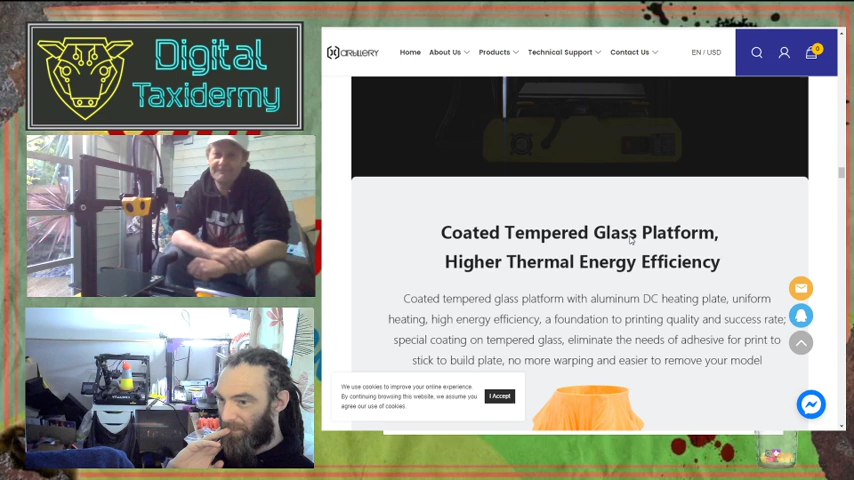 Digital
Taxidermy
ARTILLERY
Home About Us Products Technical Support Contact Us EN / USD
0
Coated Tempered Glass Platform,
Higher Thermal Energy Efficiency
Coated tempered glass platform with aluminum DC heating plate, uniform
heating, high energy efficiency, a foundation to printing quality and success rate;
special coating on tempered glass, eliminate the needs of adhesive for print to
stick to build plate, no more warping and easier to remove your model
We use cookies to improve your online experience.
By continuing browsing this website, we assume you
agree our use of cookies.
I Accept